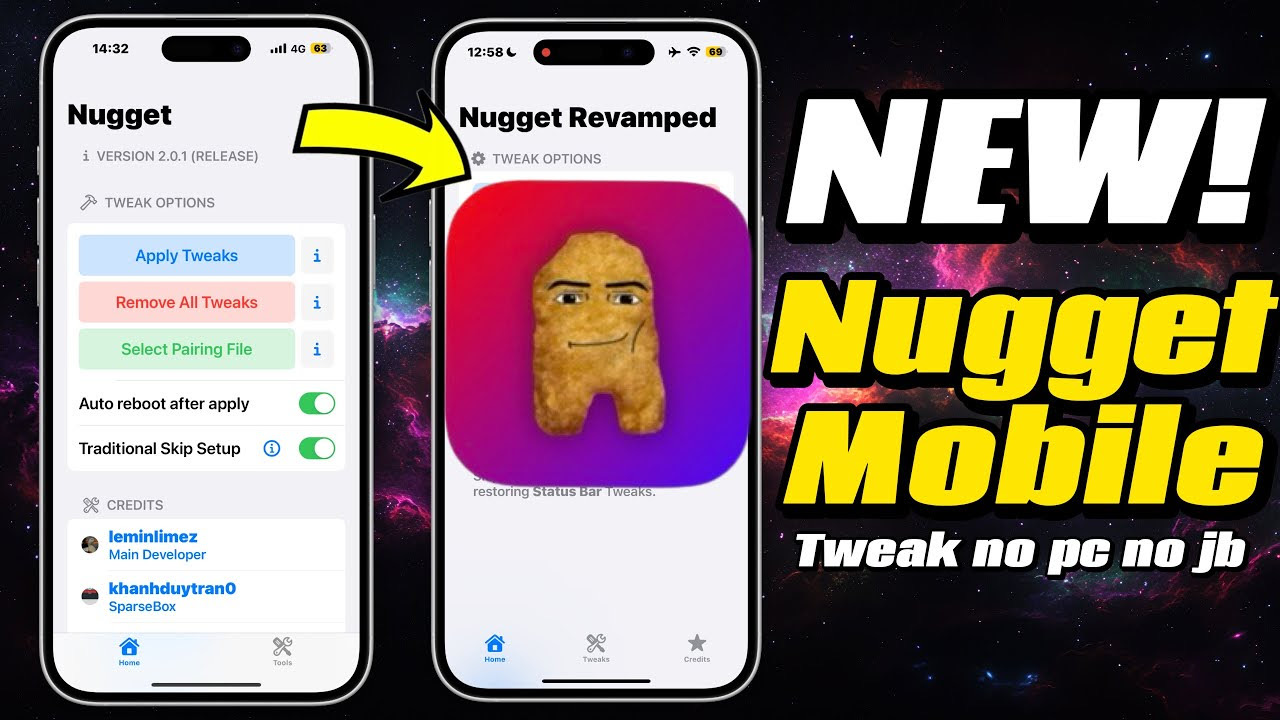 14:32
4G 63
Nugget
i VERSION 2.0.1 (RELEASE)
TWEAK OPTIONS
Apply Tweaks i
Remove All Tweaks i
Select Pairing File i
Auto reboot after apply
Traditional Skip Setup i
CREDITS
leminlimez
Main Developer
khanhduytran0
SparseBox
Home Tools
12:58
69
Nugget Revamped
TWEAK OPTIONS
restoring Status Bar Tweaks.
Home Tweaks Credits
NEW!
Nugget
Mobile
Tweak no pc no jb